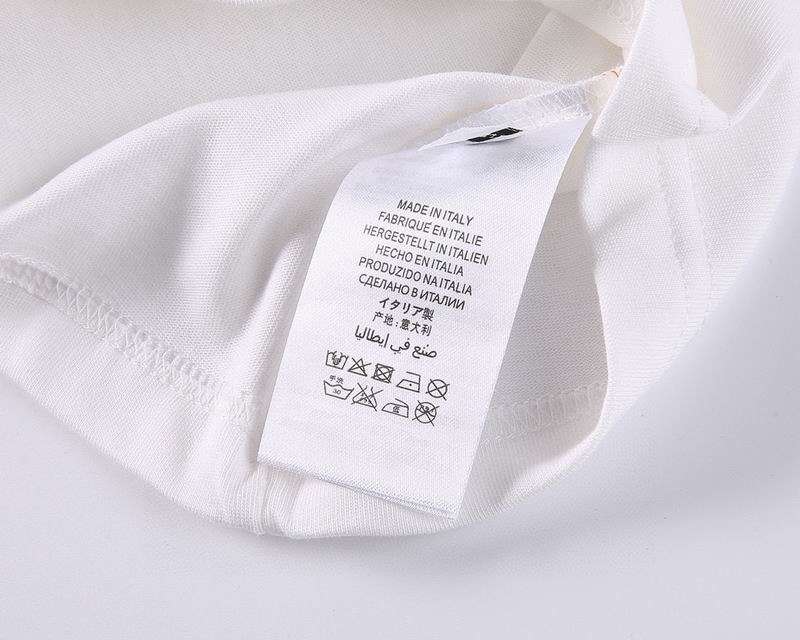 MADE IN ITALY
FABRIQUÉ EN ITALIE
HERGESTELLT IN ITALIEN
HECHO EN ITALIA
PRODUZIDO NA ITALIA
СДЕЛАНО В ИТАЛИИ
イタリア製
产地:意大利
صنع في ايطاليا